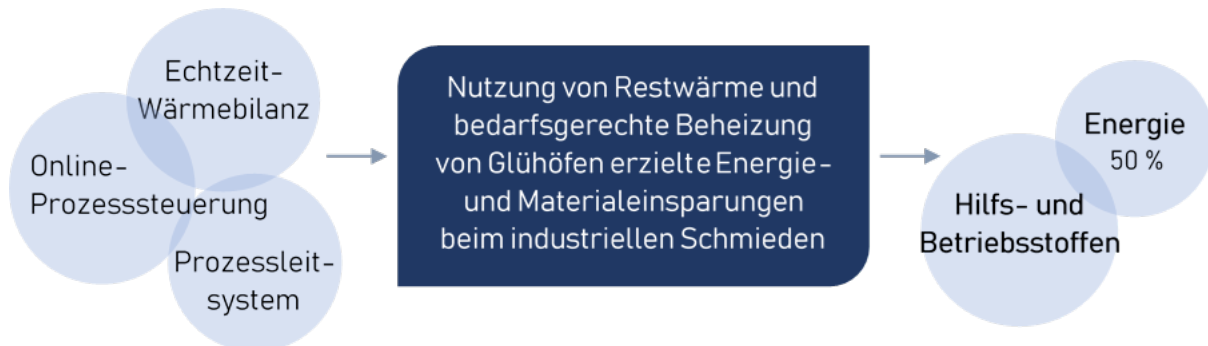 Echtzeit-
Wärmebilanz
Online-
Prozesssteuerung
Prozessleit-
system
Nutzung von Restwärme und
bedarfsgerechte Beheizung
von Glühöfen erzielte Energie-
und Materialeinsparungen
beim industriellen Schmieden
Energie
50 %
Hilfs- und
Betriebsstoffen